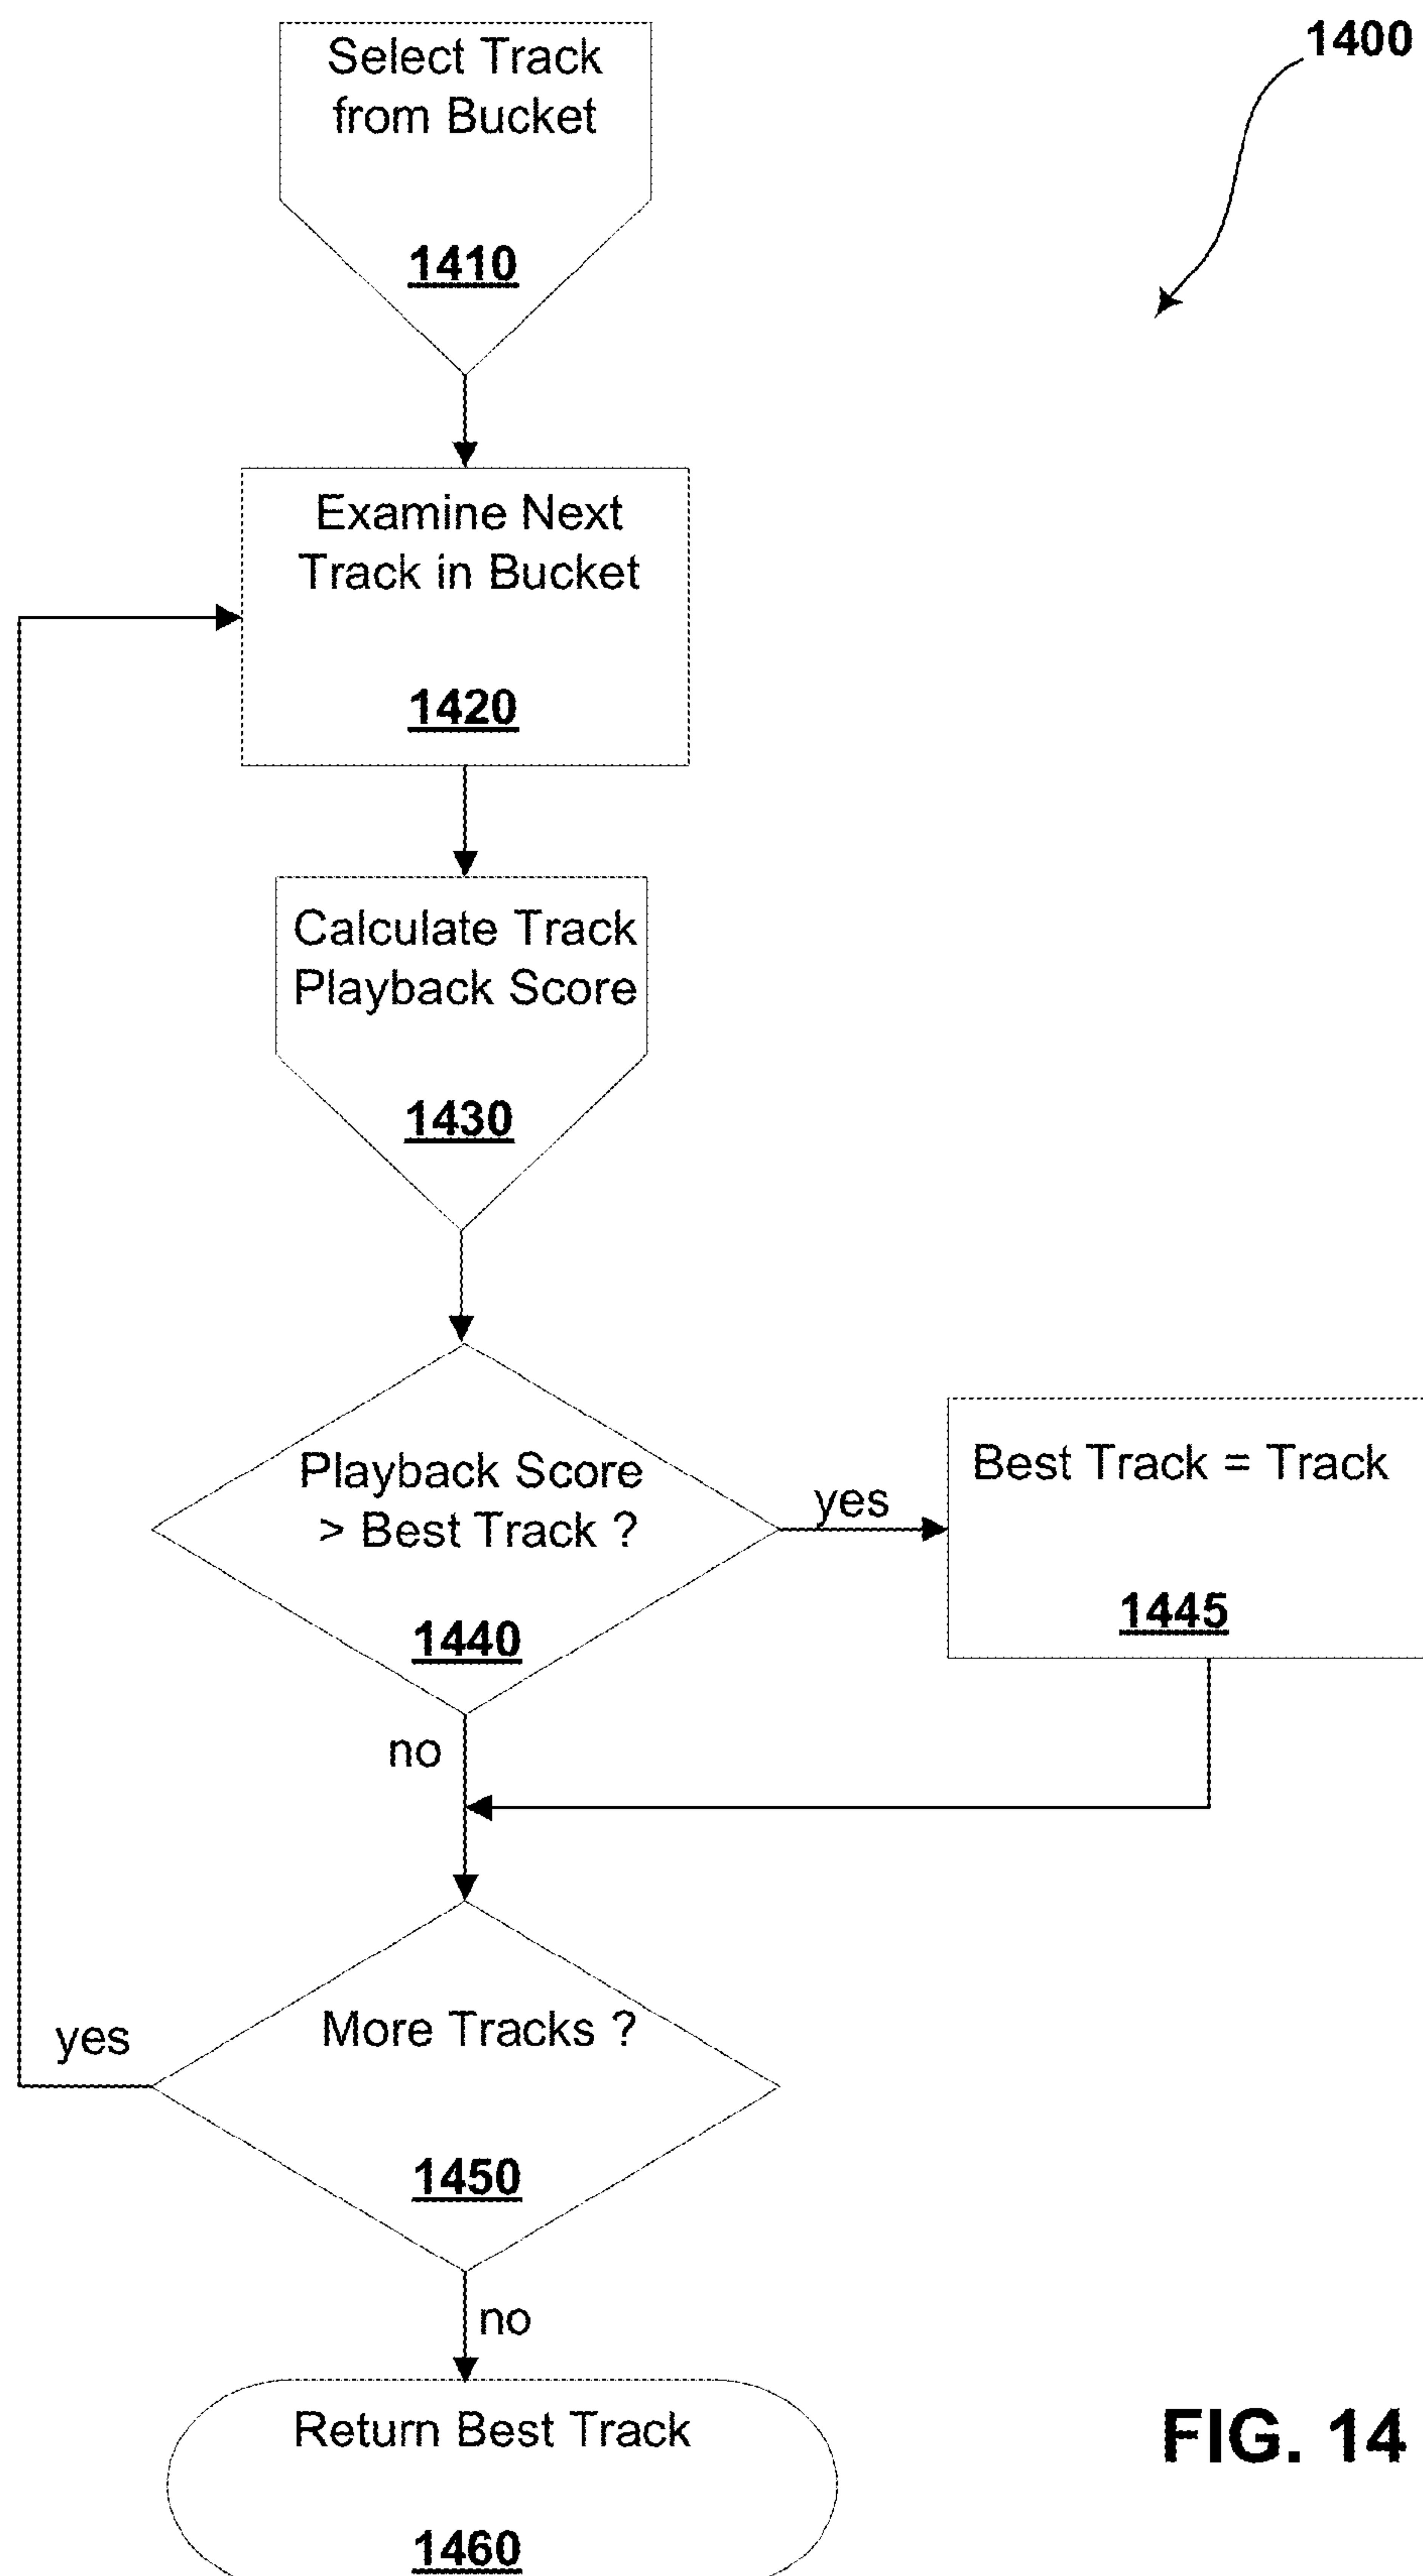 1400
Select Track
from Bucket
1410
Examine Next
Track in Bucket
1420
Calculate Track
Playback Score
1430
Playback Score
> Best Track ?
1440
yes
Best Track = Track
1445
no
More Tracks ?
1450
yes
no
Return Best Track
1460
FIG. 14